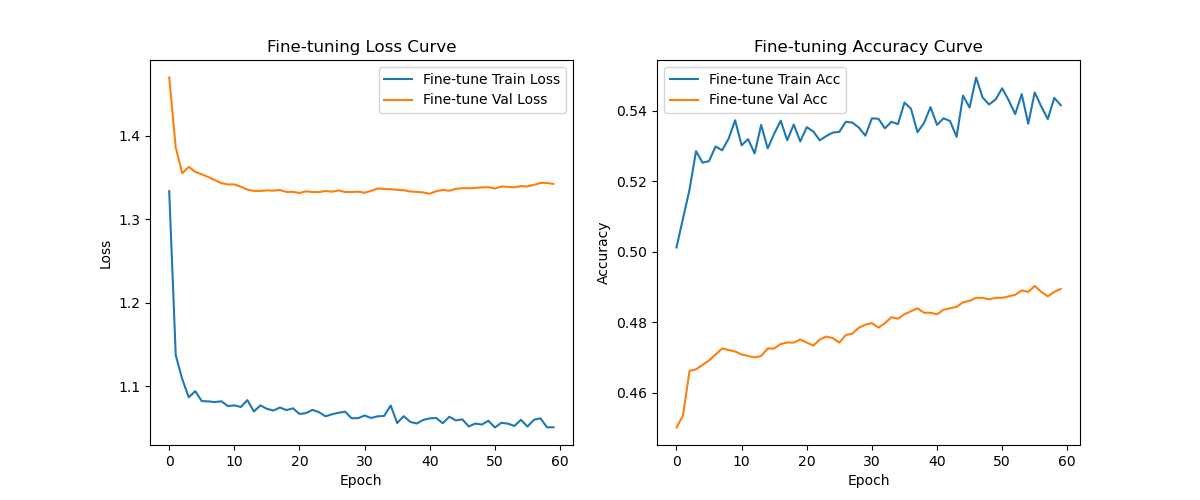 Fine-tuning Loss Curve
Fine-tune Train Loss
Fine-tune Val Loss
1.4
1.3
1.2
1.1
Loss
0 10 20 30 40 50 60
Epoch
Fine-tuning Accuracy Curve
Fine-tune Train Acc
Fine-tune Val Acc
0.54
0.52
0.50
0.48
0.46
Accuracy
0 10 20 30 40 50 60
Epoch